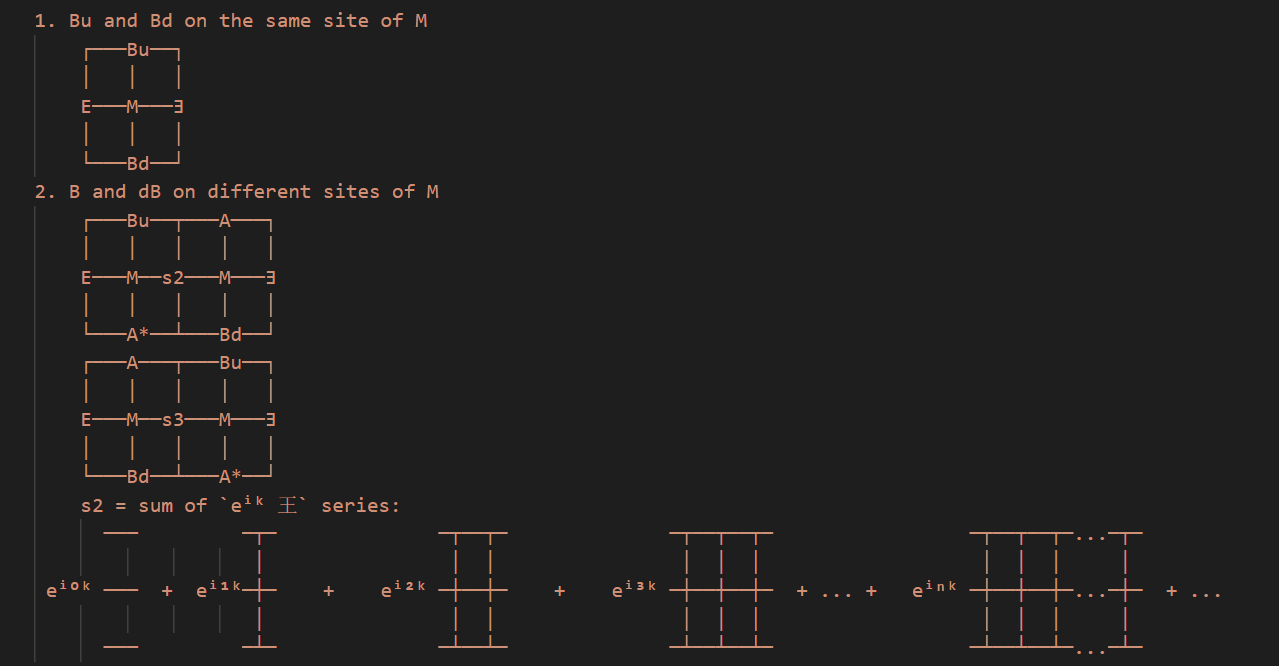 1. Bu and Bd on the same site of M
┌───Bu──┐
│   │   │
E───M───Ǝ
│   │   │
└───Bd──┘
2. B and dB on different sites of M
┌───Bu──┬───A───┐
│   │   │   │   │
E───M──s2───M───Ǝ
│   │   │   │   │
└───A*──┴───Bd──┘
┌───A───┬───Bu──┐
│   │   │   │   │
E───M──s3───M───Ǝ
│   │   │   │   │
└───Bd──┴───A*──┘
s2 = sum of `eⁱᵏ 王` series:
───         ─┬─              ─┬──┬─              ─┬──┬──┬─                 ─┬──┬──┬─...─┬─
             │                │  │                │  │  │                   │  │  │     │
eⁱ⁰ᵏ ───  +  eⁱ¹ᵏ─┼─    +    eⁱ²ᵏ ─┼──┼─    +    eⁱ³ᵏ ─┼──┼──┼─  + ... +   eⁱⁿᵏ ─┼──┼──┼─...─┼─  + ...
             │                │  │                │  │  │                   │  │  │     │
───         ─┴─              ─┴──┴─              ─┴──┴──┴─                 ─┴──┴──┴─...─┴─